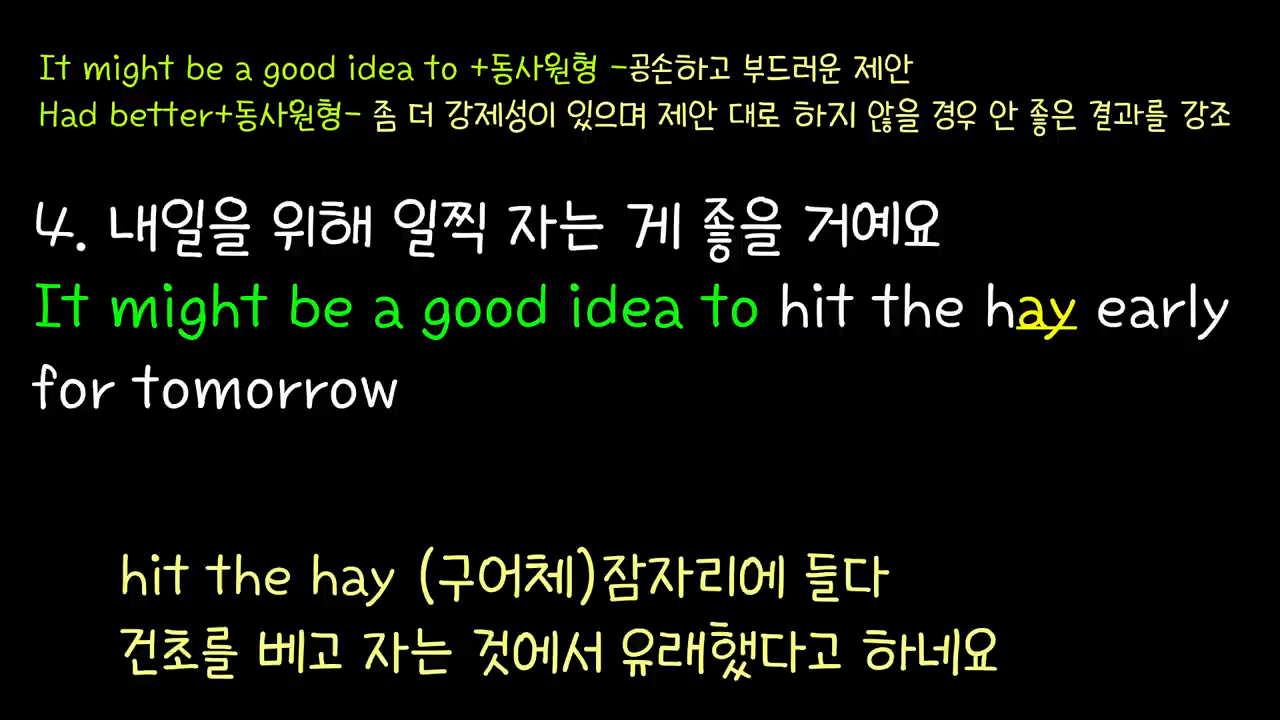 It might be a good idea to +동사원형 -공손하고 부드러운 제안
Had better+동사원형- 좀 더 강제성이 있으며 제안 대로 하지 않을 경우 안 좋은 결과를 강조
4. 내일을 위해 일찍 자는 게 좋을 거예요
It might be a good idea to hit the hay early
for tomorrow
hit the hay (구어체)잠자리에 들다
건초를 베고 자는 것에서 유래했다고 하네요